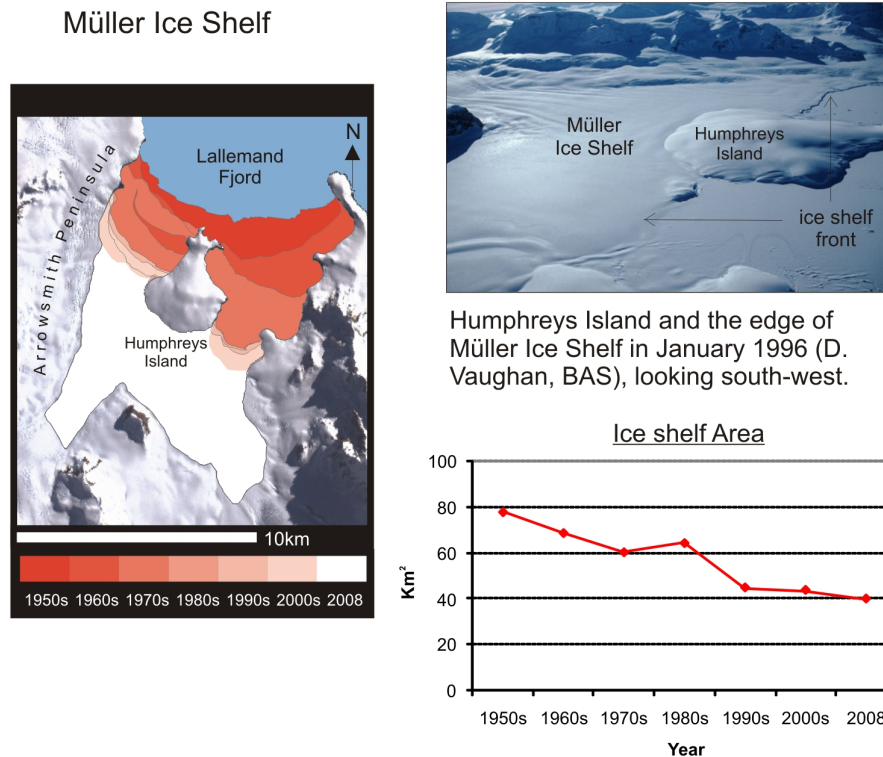 Müller Ice Shelf
N
Lallemand
Fjord
Arrowsmith Peninsula
Humphreys
Island
10km
1950s 1960s 1970s 1980s 1990s 2000s 2008
Müller
Ice Shelf
Humphreys
Island
ice shelf
front
Humphreys Island and the edge of
Müller Ice Shelf in January 1996 (D.
Vaughan, BAS), looking south-west.
Ice shelf Area
100
80
60
40
20
0
Km²
1950s 1960s 1970s 1980s 1990s 2000s 2008
Year